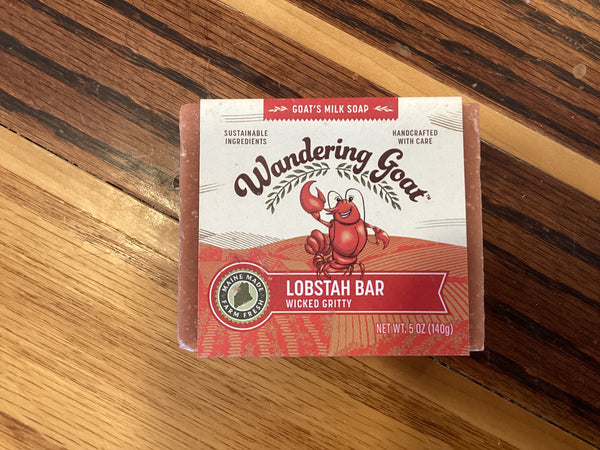 GOAT'S MILK SOAP
SUSTAINABLE
INGREDIENTS
HANDCRAFTED
WITH CARE
Wandering Goat™
MAINE MADE
FARM FRESH
LOBSTAH BAR
WICKED GRITTY
NET WT. 5 OZ (140g)